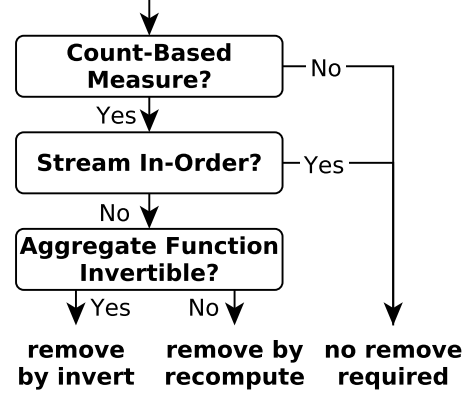 Count-Based
Measure?
No
Yes
Stream In-Order?
Yes
No
Aggregate Function
Invertible?
Yes
No
remove
by invert
remove by
recompute
no remove
required